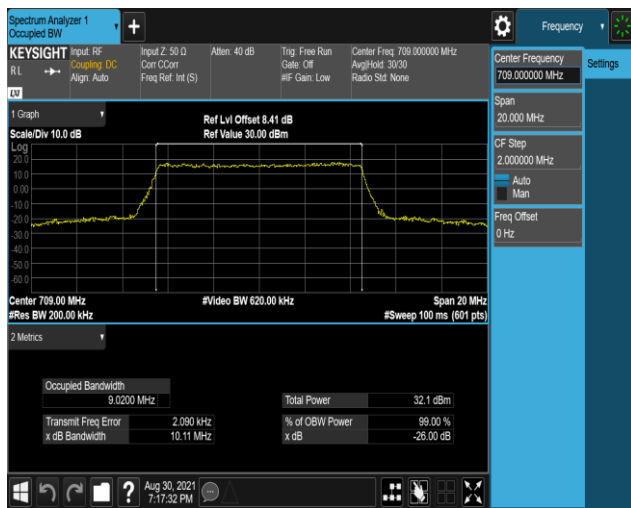 Spectrum Analyzer 1
Occupied BW
Frequency
KEYSIGHT
RL
LXI
Input: RF
Coupling: DC
Align: Auto
Input Z: 50 Ω
Corr CCorr
Freq Ref: Int (S)
Atten: 40 dB
Trig: Free Run
Gate: Off
#IF Gain: Low
Center Freq: 709.000000 MHz
Avg|Hold: 30/30
Radio Std: None
Center Frequency
709.000000 MHz
Settings
Span
20.000 MHz
CF Step
2.000000 MHz
Auto
Man
Freq Offset
0 Hz
1 Graph
Scale/Div 10.0 dB
Ref Lvl Offset 8.41 dB
Ref Value 30.00 dBm
Log
20.0
10.0
0.00
-10.0
-20.0
-30.0
-40.0
-50.0
-60.0
Center 709.00 MHz
#Res BW 200.00 kHz
#Video BW 620.00 kHz
Span 20 MHz
#Sweep 100 ms (601 pts)
2 Metrics
Occupied Bandwidth
9.0200 MHz
Total Power 32.1 dBm
Transmit Freq Error 2.090 kHz
% of OBW Power 99.00 %
x dB Bandwidth 10.11 MHz
x dB -26.00 dB
?
Aug 30, 2021
7:17:32 PM